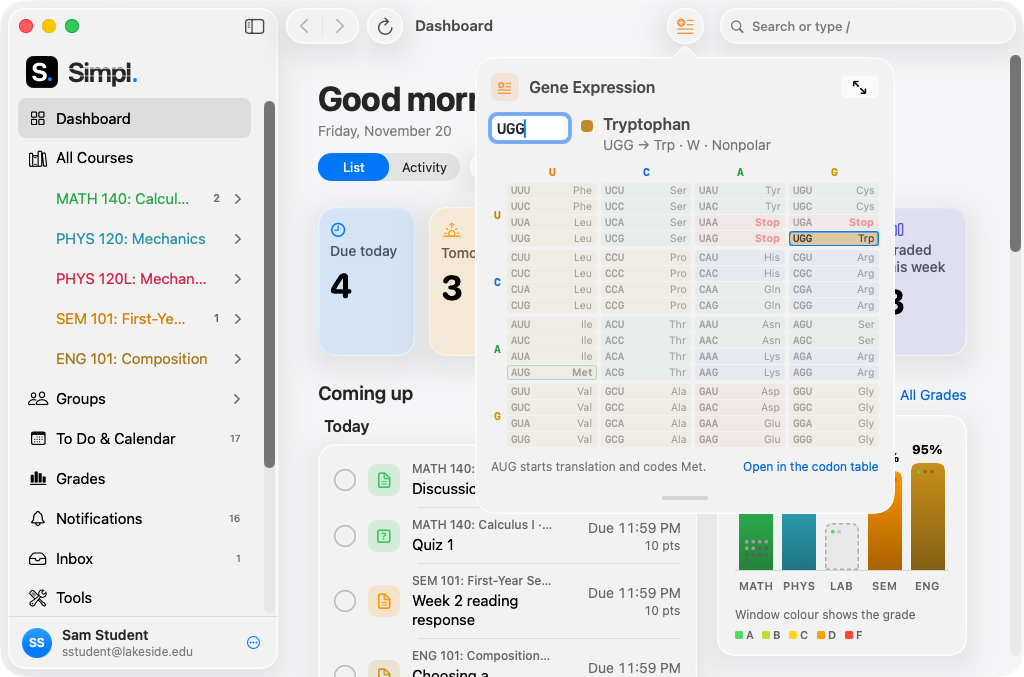 Dashboard
Search or type /
S.
Simpl.
Dashboard
All Courses
MATH 140: Calcul... 2
PHYS 120: Mechanics
PHYS 120L: Mechan...
SEM 101: First-Ye... 1
ENG 101: Composition
Groups
To Do & Calendar 17
Grades
Notifications 16
Inbox 1
Tools
SS
Sam Student
sstudent@lakeside.edu
Friday, November 20
List
Activity
Due today
4
3
Good
this week
Gene Expression
UGG
Tryptophan
UGG → Trp · W · Nonpolar
U C A G
U
UUU Phe UCU Ser UAU Tyr UGU Cys
UUC Phe UCC Ser UAC Tyr UGC Cys
UUA Leu UCA Ser UAA Stop UGA Stop
UUG Leu UCG Ser UAG Stop UGG Trp
C
CUU Leu CCU Pro CAU His CGU Arg
CUC Leu CCC Pro CAC His CGC Arg
CUA Leu CCA Pro CAA Gln CGA Arg
CUG Leu CCG Pro CAG Gln CGG Arg
A
AUU Ile ACU Thr AAU Asn AGU Ser
AUC Ile ACC Thr AAC Asn AGC Ser
AUA Ile ACA Thr AAA Lys AGA Arg
AUG Met ACG Thr AAG Lys AGG Arg
G
GUU Val GCU Ala GAU Asp GGU Gly
GUC Val GCC Ala GAC Asp GGC Gly
GUA Val GCA Ala GAA Glu GGA Gly
GUG Val GCG Ala GAG Glu GGG Gly
AUG starts translation and codes Met.
Open in the codon table
Coming up
All Grades
Today
MATH 140:
MATH 140: Calculus I ·...
Quiz 1
Due 11:59 PM
10 pts
SEM 101: First-Year Se...
Week 2 reading
response
Due 11:59 PM
10 pts
ENG 101: Composition...
Choosing a
Due 11:59 PM
95%
MATH PHYS LAB SEM ENG
Window colour shows the grade
A B C D F